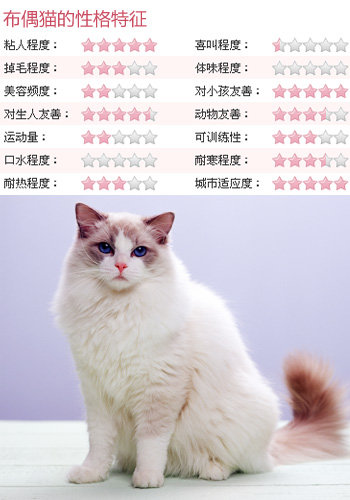 布偶猫的性格特征
粘人程度： 喜叫程度：
掉毛程度： 体味程度：
美容频度： 对小孩友善：
对生人友善： 动物友善：
运动量： 可训练性：
口水程度： 耐寒程度：
耐热程度： 城市适应度：